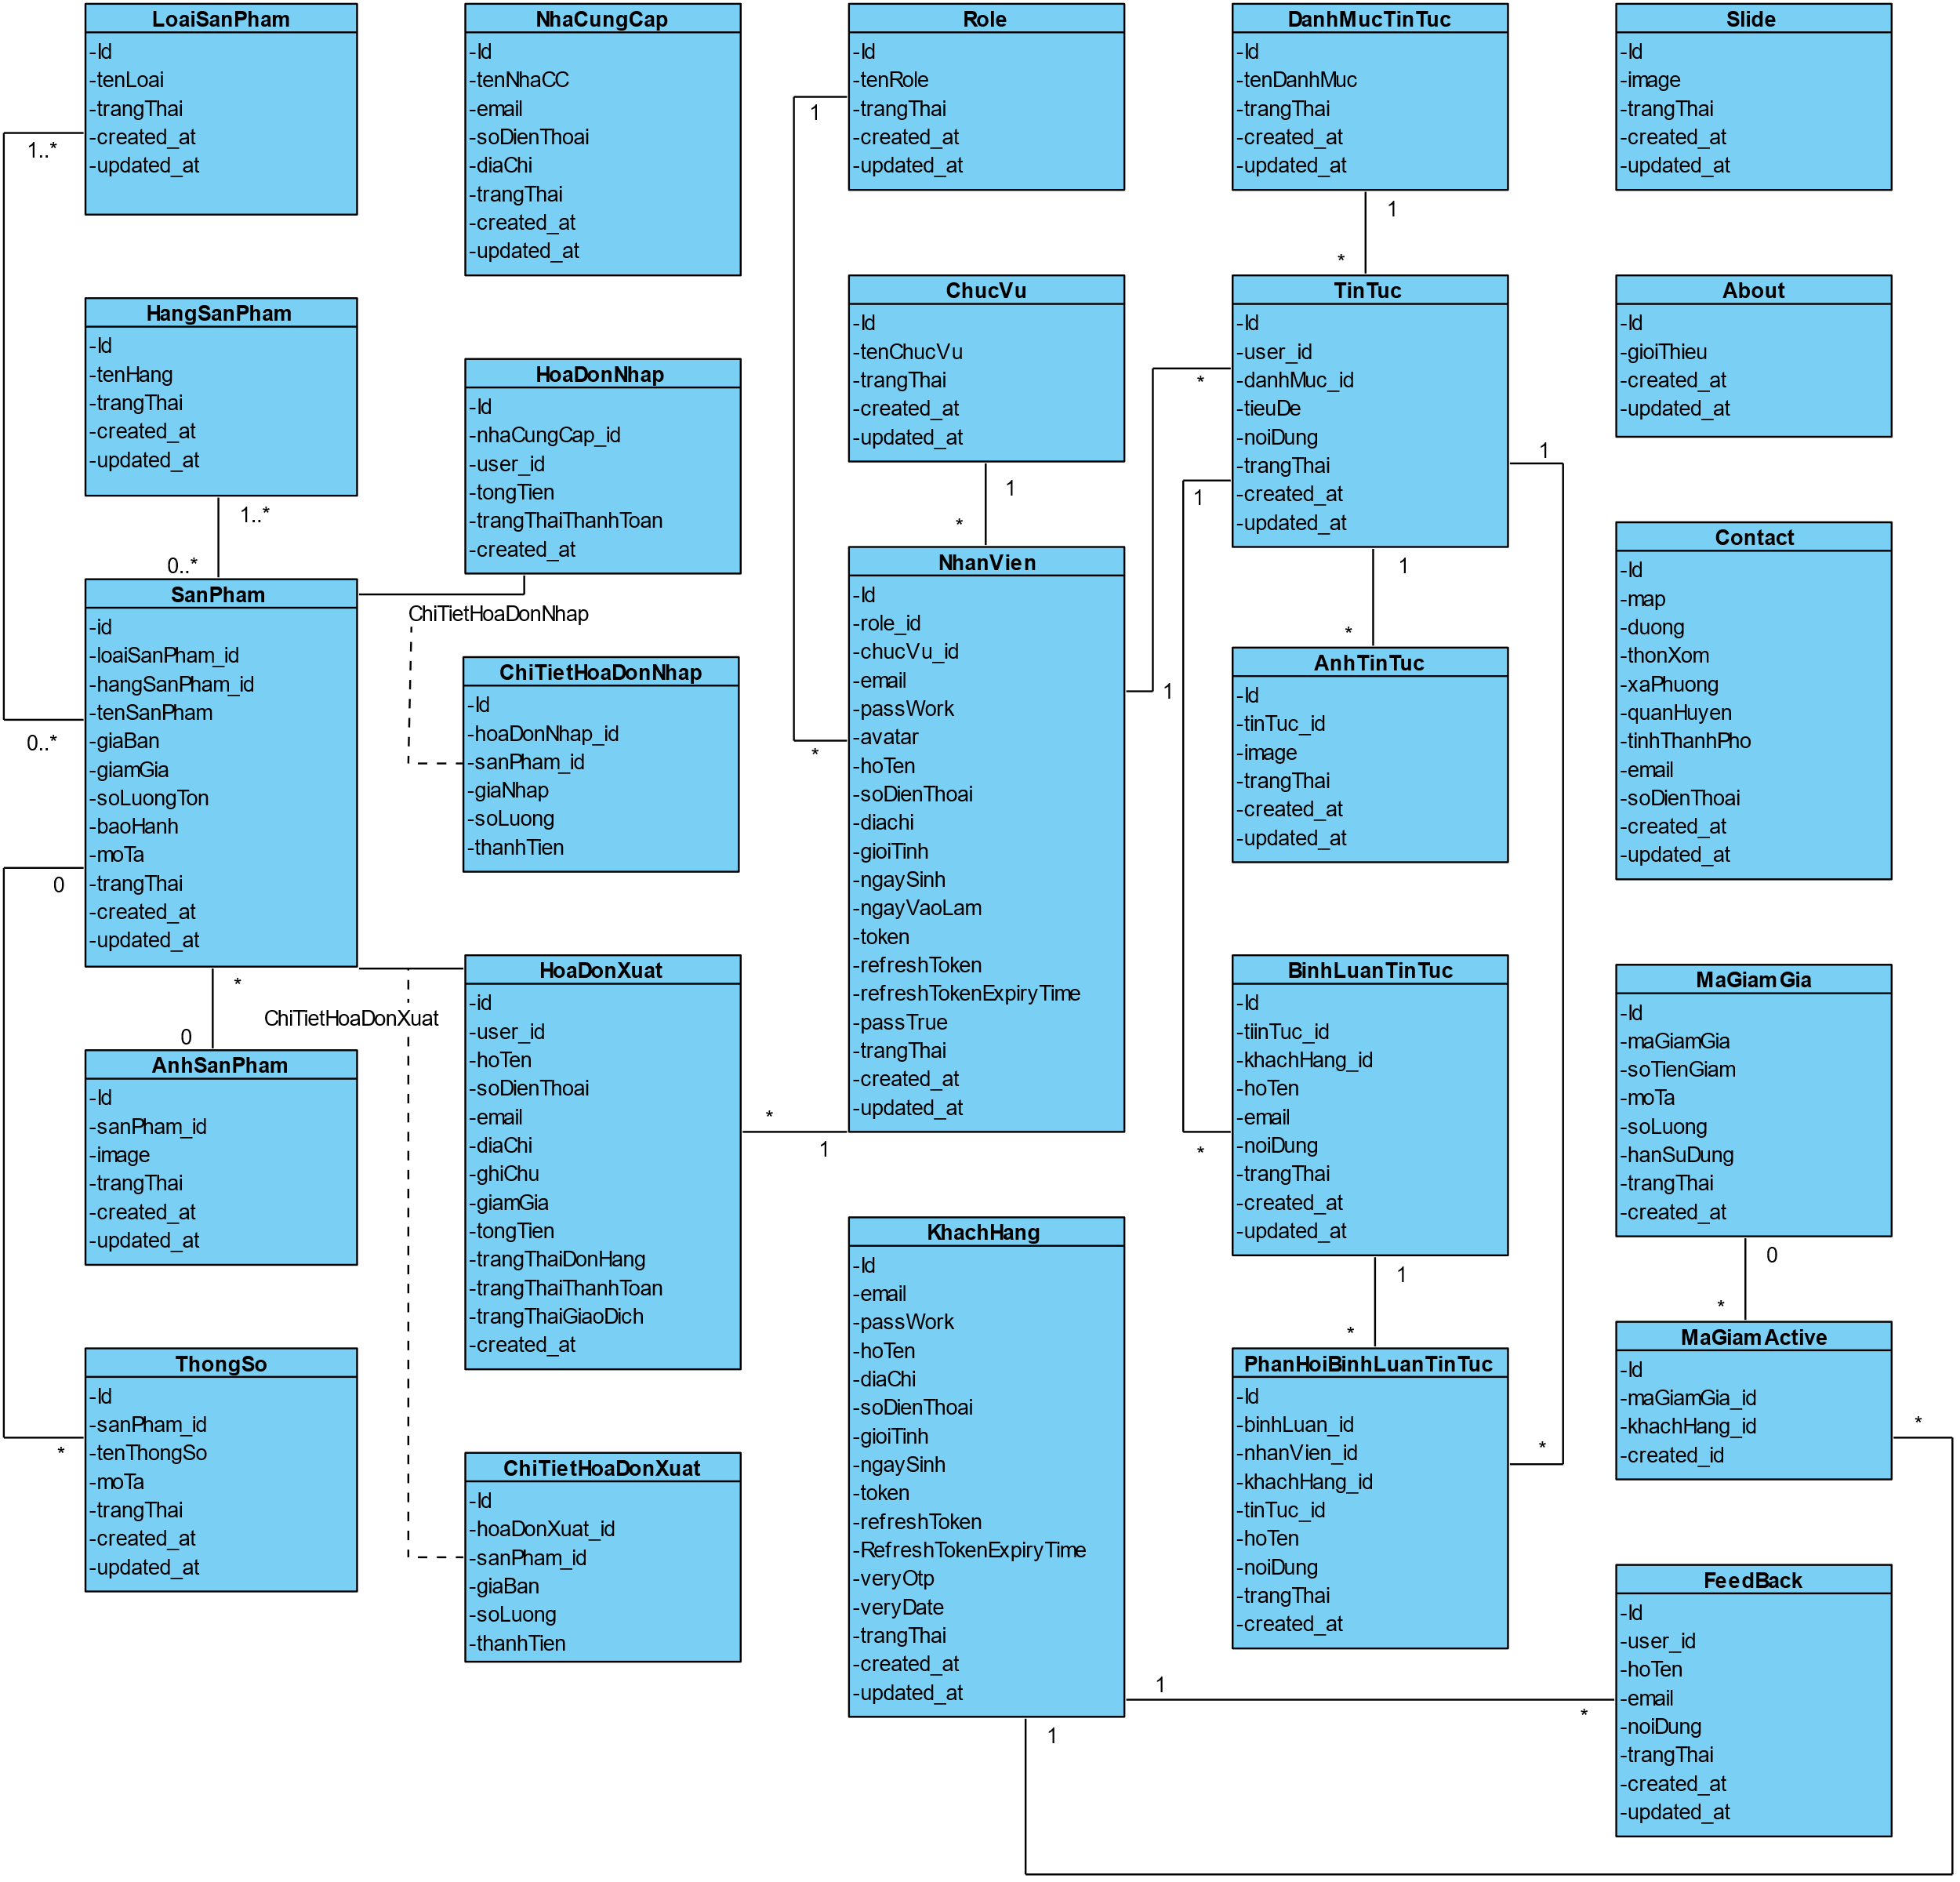 LoaiSanPham
-Id
-tenLoai
-trangThai
-created_at
-updated_at
1..*
HangSanPham
-Id
-tenHang
-trangThai
-created_at
-updated_at
1..*
0..*
SanPham
-id
-loaiSanPham_id
-hangSanPham_id
-tenSanPham
-giaBan
-giamGia
-soLuongTon
-baoHanh
-moTa
-trangThai
-created_at
-updated_at
0..*
0
*
0
AnhSanPham
-Id
-sanPham_id
-image
-trangThai
-created_at
-updated_at
ThongSo
-Id
-sanPham_id
-tenThongSo
-moTa
-trangThai
-created_at
-updated_at
*
NhaCungCap
-Id
-tenNhaCC
-email
-soDienThoai
-diaChi
-trangThai
-created_at
-updated_at
HoaDonNhap
-Id
-nhaCungCap_id
-user_id
-tongTien
-trangThaiThanhToan
-created_at
ChiTietHoaDonNhap
ChiTietHoaDonNhap
-Id
-hoaDonNhap_id
-sanPham_id
-giaNhap
-soLuong
-thanhTien
ChiTietHoaDonXuat
HoaDonXuat
-id
-user_id
-hoTen
-soDienThoai
-email
-diaChi
-ghiChu
-giamGia
-tongTien
-trangThaiDonHang
-trangThaiThanhToan
-trangThaiGiaoDich
-created_at
*
1
ChiTietHoaDonXuat
-Id
-hoaDonXuat_id
-sanPham_id
-giaBan
-soLuong
-thanhTien
Role
-Id
-tenRole
-trangThai
-created_at
-updated_at
1
ChucVu
-Id
-tenChucVu
-trangThai
-created_at
-updated_at
1
*
NhanVien
-Id
-role_id
-chucVu_id
-email
-passWork
-avatar
-hoTen
-soDienThoai
-diachi
-gioiTinh
-ngaySinh
-ngayVaoLam
-token
-refreshToken
-refreshTokenExpiryTime
-passTrue
-trangThai
-created_at
-updated_at
*
1
KhachHang
-Id
-email
-passWork
-hoTen
-diaChi
-soDienThoai
-gioiTinh
-ngaySinh
-token
-refreshToken
-RefreshTokenExpiryTime
-veryOtp
-veryDate
-trangThai
-created_at
-updated_at
1
1
DanhMucTinTuc
-Id
-tenDanhMuc
-trangThai
-created_at
-updated_at
1
*
TinTuc
-Id
-user_id
-danhMuc_id
-tieuDe
-noiDung
-trangThai
-created_at
-updated_at
*
1
1
1
*
AnhTinTuc
-Id
-tinTuc_id
-image
-trangThai
-created_at
-updated_at
BinhLuanTinTuc
-Id
-tiinTuc_id
-khachHang_id
-hoTen
-email
-noiDung
-trangThai
-created_at
-updated_at
*
1
*
PhanHoiBinhLuanTinTuc
-Id
-binhLuan_id
-nhanVien_id
-khachHang_id
-tinTuc_id
-hoTen
-noiDung
-trangThai
-created_at
*
Slide
-Id
-image
-trangThai
-created_at
-updated_at
About
-Id
-gioiThieu
-created_at
-updated_at
Contact
-Id
-map
-duong
-thonXom
-xaPhuong
-quanHuyen
-tinhThanhPho
-email
-soDienThoai
-created_at
-updated_at
MaGiamGia
-Id
-maGiamGia
-soTienGiam
-moTa
-soLuong
-hanSuDung
-trangThai
-created_at
0
*
MaGiamActive
-Id
-maGiamGia_id
-khachHang_id
-created_id
*
FeedBack
-Id
-user_id
-hoTen
-email
-noiDung
-trangThai
-created_at
-updated_at
*